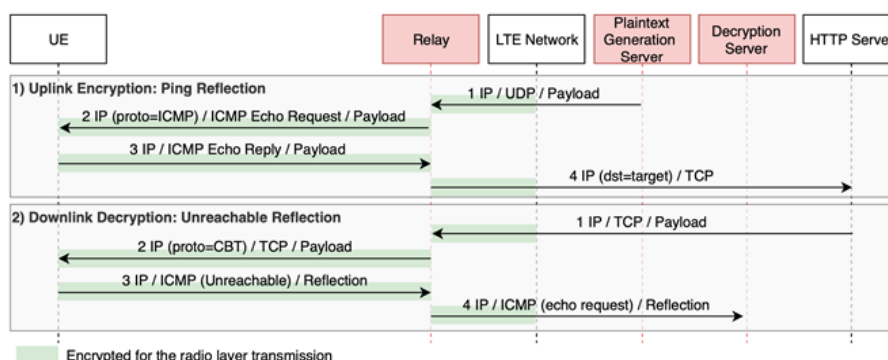 UE
Relay
LTE Network
Plaintext
Generation
Server
Decryption
Server
HTTP Serve
1) Uplink Encryption: Ping Reflection
1 IP / UDP / Payload
2 IP (proto=ICMP) / ICMP Echo Request / Payload
3 IP / ICMP Echo Reply / Payload
4 IP (dst=target) / TCP
2) Downlink Decryption: Unreachable Reflection
1 IP / TCP / Payload
2 IP (proto=CBT) / TCP / Payload
3 IP / ICMP (Unreachable) / Reflection
4 IP / ICMP (echo request) / Reflection
Encrypted for the radio layer transmission